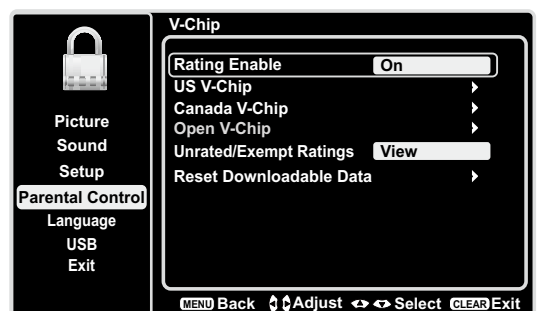 V-Chip
Picture
Sound
Setup
Parental Control
Language
USB
Exit
Rating Enable On
US V-Chip
Canada V-Chip
Open V-Chip
Unrated/Exempt Ratings View
Reset Downloadable Data
MENU Back Adjust Select CLEAR Exit